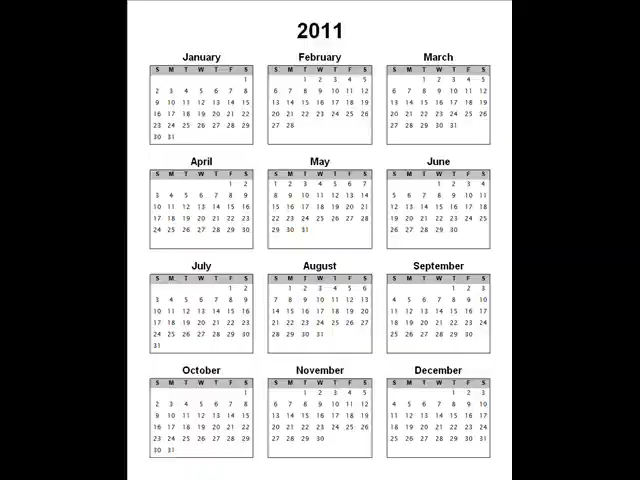 2011
January February March
S M T W T F S S M T W T F S S M T W T F S
1 1 2 3 4 5 1 2 3 4 5
2 3 4 5 6 7 8 6 7 8 9 10 11 12 6 7 8 9 10 11 12
9 10 11 12 13 14 15 13 14 15 16 17 18 19 13 14 15 16 17 18 19
16 17 18 19 20 21 22 20 21 22 23 24 25 26 20 21 22 23 24 25 26
23 24 25 26 27 28 29 27 28 27 28 29 30 31
30 31
April May June
S M T W T F S S M T W T F S S M T W T F S
1 2 1 2 3 4 5 6 7 1 2 3 4
3 4 5 6 7 8 9 8 9 10 11 12 13 14 5 6 7 8 9 10 11
10 11 12 13 14 15 16 15 16 17 18 19 20 21 12 13 14 15 16 17 18
17 18 19 20 21 22 23 22 23 24 25 26 27 28 19 20 21 22 23 24 25
24 25 26 27 28 29 30 29 30 31 26 27 28 29 30
July August September
S M T W T F S S M T W T F S S M T W T F S
1 2 1 2 3 4 5 6 1 2 3
3 4 5 6 7 8 9 7 8 9 10 11 12 13 4 5 6 7 8 9 10
10 11 12 13 14 15 16 14 15 16 17 18 19 20 11 12 13 14 15 16 17
17 18 19 20 21 22 23 21 22 23 24 25 26 27 18 19 20 21 22 23 24
24 25 26 27 28 29 30 28 29 30 31 25 26 27 28 29 30
31
October November December
S M T W T F S S M T W T F S S M T W T F S
1 1 2 3 4 5 1 2 3
2 3 4 5 6 7 8 6 7 8 9 10 11 12 4 5 6 7 8 9 10
9 10 11 12 13 14 15 13 14 15 16 17 18 19 11 12 13 14 15 16 17
16 17 18 19 20 21 22 20 21 22 23 24 25 26 18 19 20 21 22 23 24
23 24 25 26 27 28 29 27 28 29 30 25 26 27 28 29 30 31
30 31